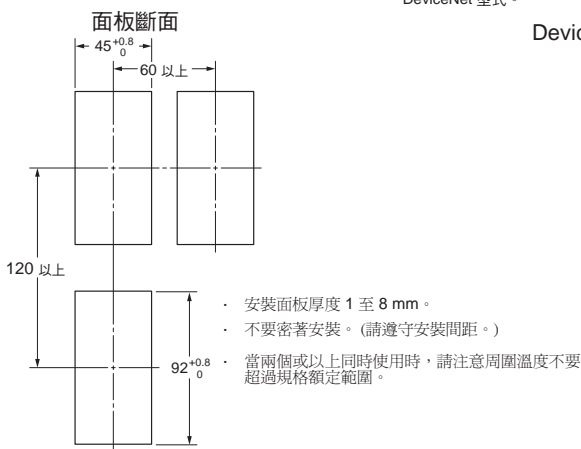 DeviceNet 型式。
Devic
面板斷面
45 +0.8 0
60 以上
120 以上
92 +0.8 0
· 安裝面板厚度 1 至 8 mm。
· 不要密著安裝。(請遵守安裝間距。)
· 當兩個或以上同時使用時，請注意周圍溫度不要
超過規格額定範圍。